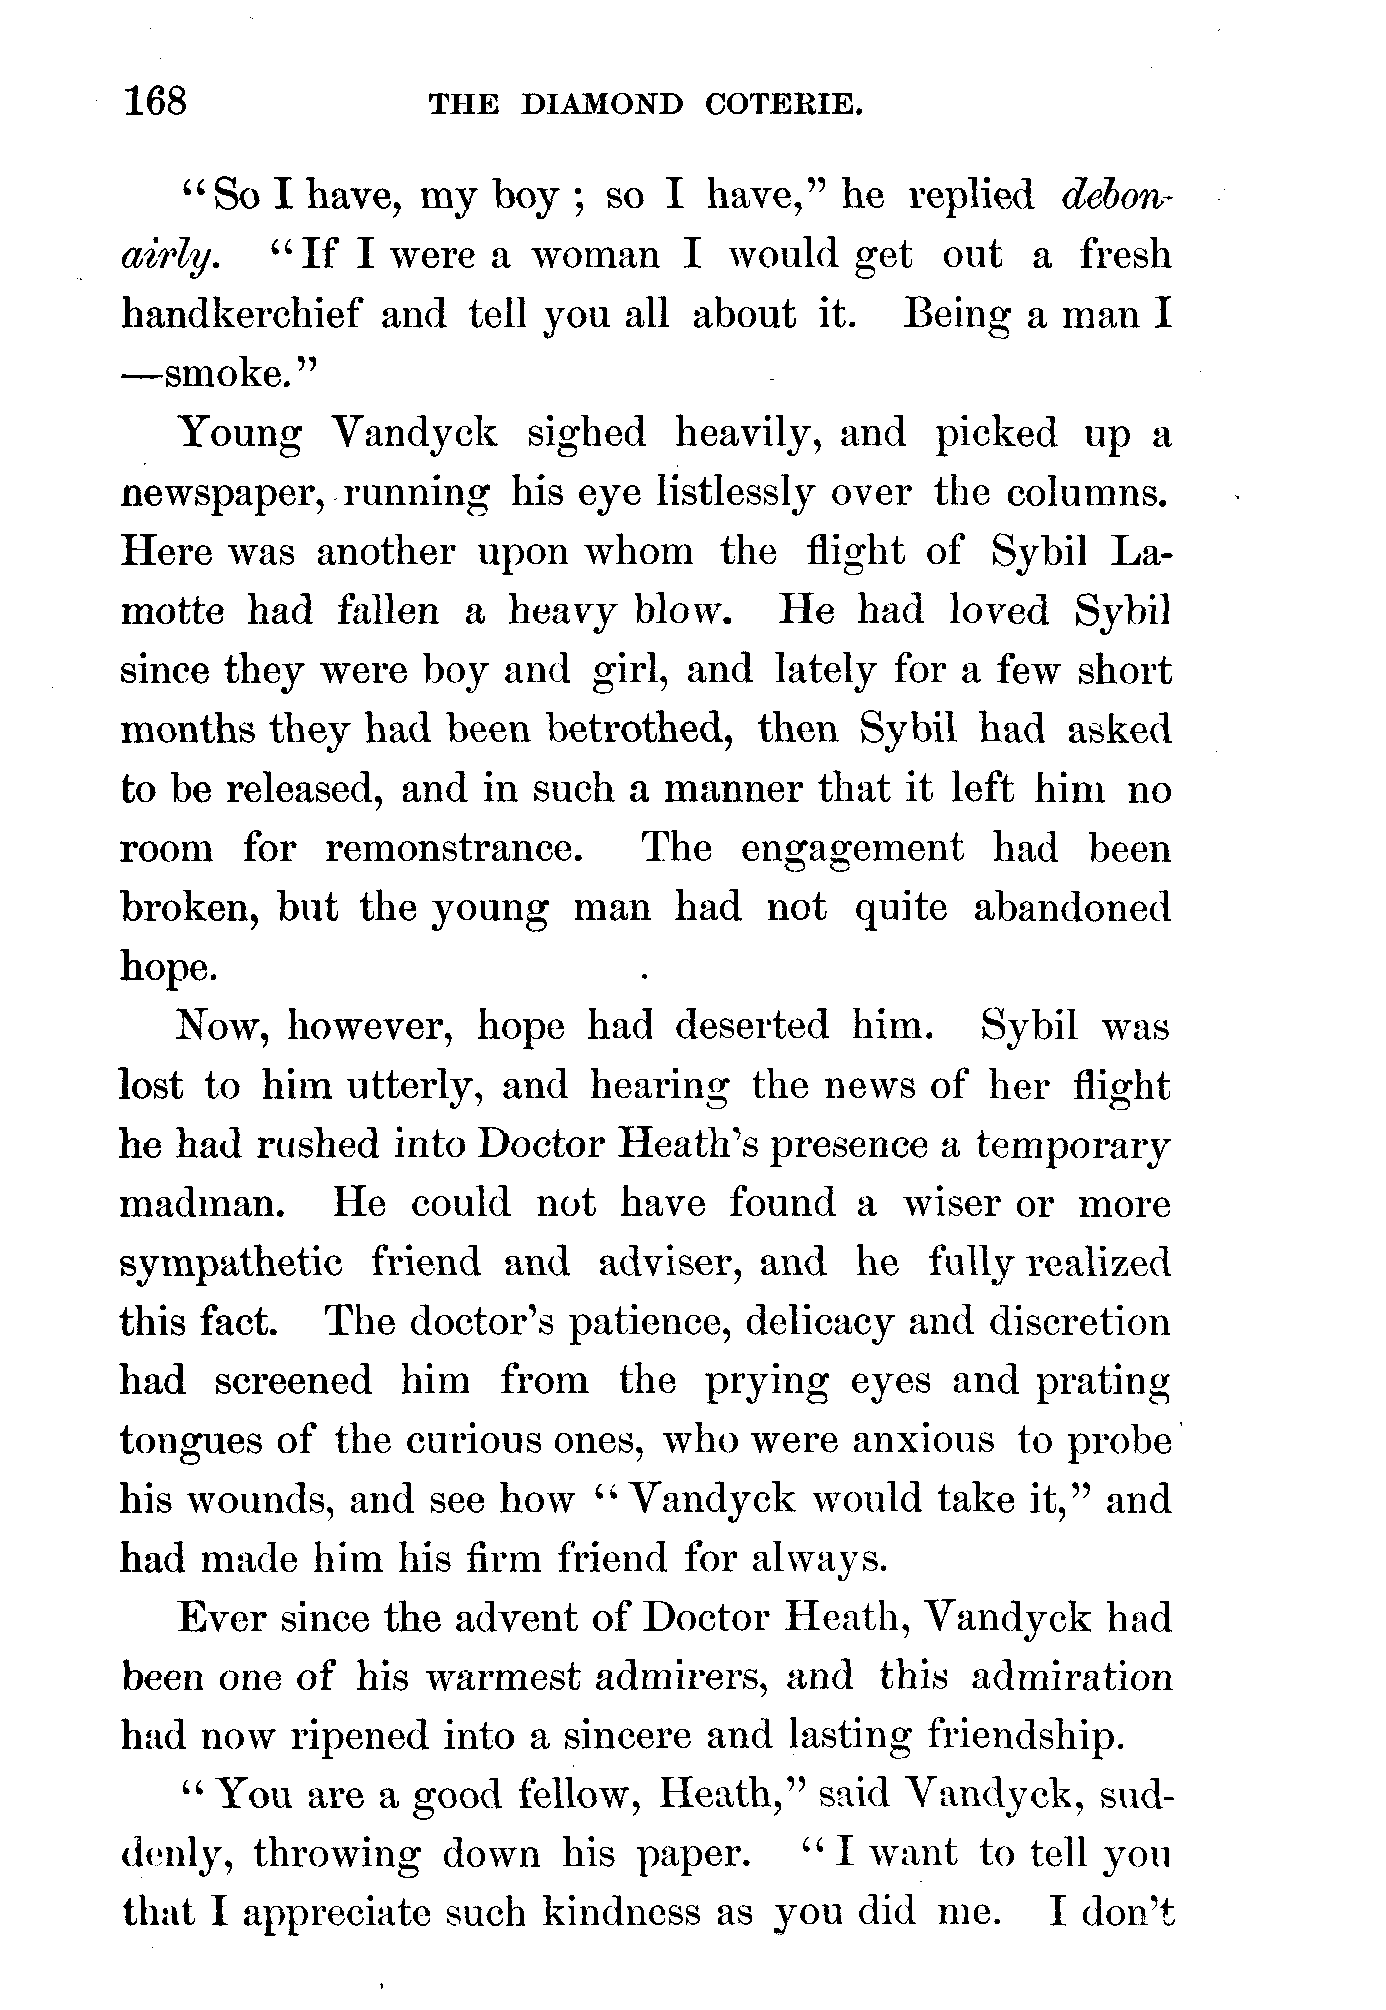 168 THE DIAMOND COTERIE.
“So I have, my boy ; so I have,” he replied debon-
airly. “If I were a woman I would get out a fresh
handkerchief and tell you all about it. Being a man I
—smoke.”
Young Vandyck sighed heavily, and picked up a
newspaper, running his eye listlessly over the columns.
Here was another upon whom the flight of Sybil La-
motte had fallen a heavy blow. He had loved Sybil
since they were boy and girl, and lately for a few short
months they had been betrothed, then Sybil had asked
to be released, and in such a manner that it left him no
room for remonstrance. The engagement had been
broken, but the young man had not quite abandoned
hope.
Now, however, hope had deserted him. Sybil was
lost to him utterly, and hearing the news of her flight
he had rushed into Doctor Heath’s presence a temporary
madman. He could not have found a wiser or more
sympathetic friend and adviser, and he fully realized
this fact. The doctor’s patience, delicacy and discretion
had screened him from the prying eyes and prating
tongues of the curious ones, who were anxious to probe
his wounds, and see how “Vandyck would take it,” and
had made him his firm friend for always.
Ever since the advent of Doctor Heath, Vandyck had
been one of his warmest admirers, and this admiration
had now ripened into a sincere and lasting friendship.
“You are a good fellow, Heath,” said Vandyck, sud-
denly, throwing down his paper. “I want to tell you
that I appreciate such kindness as you did me. I don’t